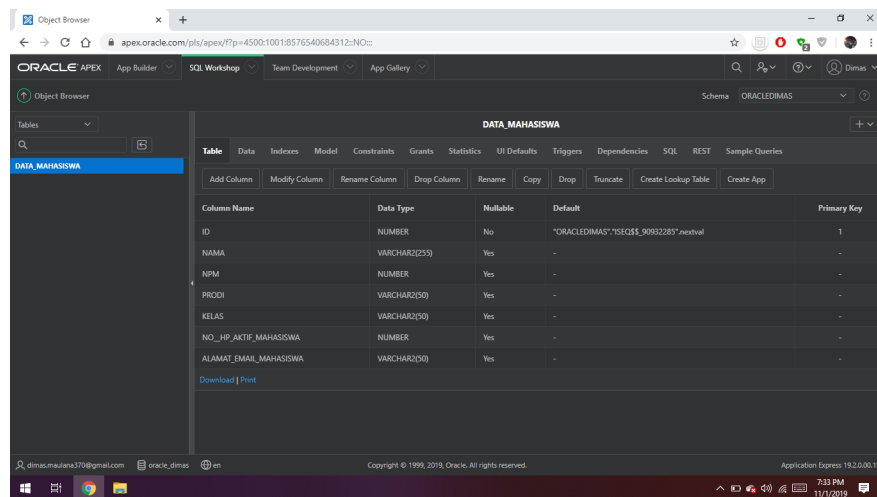 Object Browser
apex.oracle.com/pls/apex/f?p=4500:1001:8576540684312::NO:::
ORACLE APEX App Builder SQL Workshop Team Development App Gallery Dimas
Object Browser Schema ORACLEDIMAS
Tables DATA_MAHASISWA
DATA_MAHASISWA
Table Data Indexes Model Constraints Grants Statistics UI Defaults Triggers Dependencies SQL REST Sample Queries
Add Column Modify Column Rename Column Drop Column Rename Copy Drop Truncate Create Lookup Table Create App
Column Name Data Type Nullable Default Primary Key
ID NUMBER No "ORACLEDIMAS"."ISEQ$$_90932285".nextval 1
NAMA VARCHAR2(255) Yes - -
NPM NUMBER Yes - -
PRODI VARCHAR2(50) Yes - -
KELAS VARCHAR2(50) Yes - -
NO__HP_AKTIF_MAHASISWA NUMBER Yes - -
ALAMAT_EMAIL_MAHASISWA VARCHAR2(50) Yes - -
Download | Print
dimas.maulana370@gmail.com oracle_dimas en Copyright © 1999, 2019, Oracle. All rights reserved. Application Express 19.2.0.00.1
7:33 PM
11/1/2019